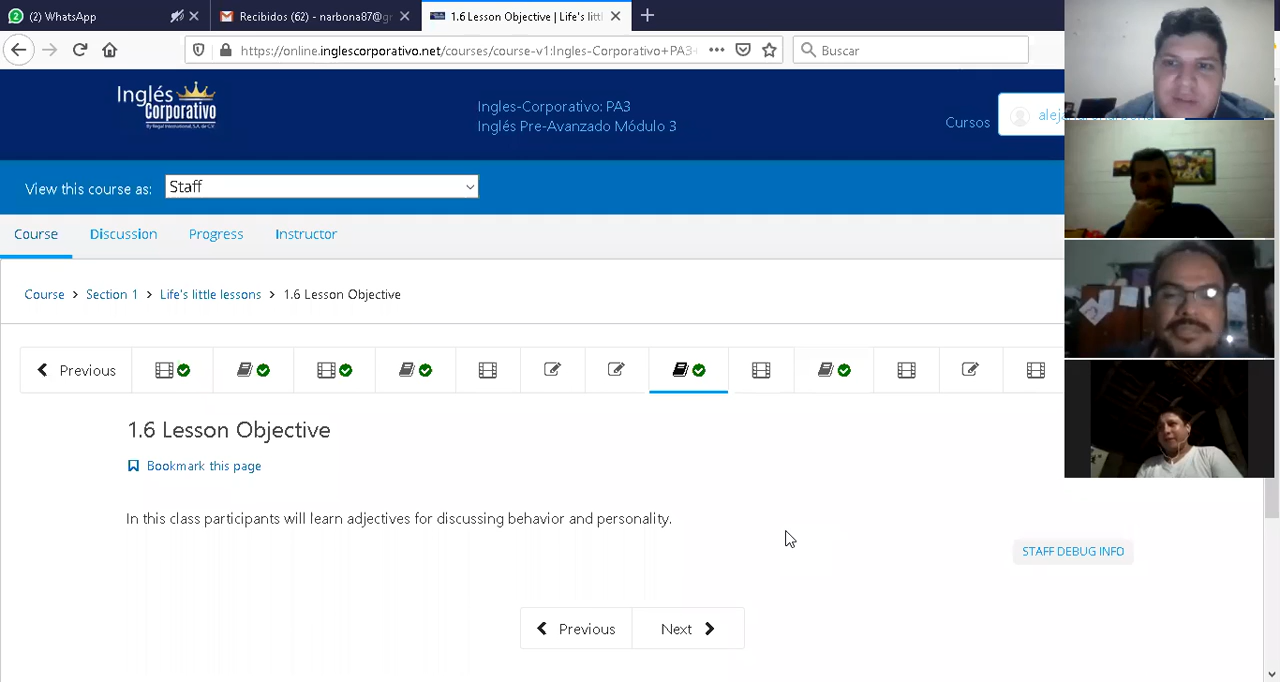 (2) WhatsApp
Recibidos (62) - narbona87@gr
1.6 Lesson Objective | Life's littl
https://online.inglescorporativo.net/courses/course-v1:Ingles-Corporativo+PA3
Buscar
Inglés
Corporativo
Ingles-Corporativo: PA3
Inglés Pre-Avanzado Módulo 3
Cursos
View this course as:
Staff
Course
Discussion
Progress
Instructor
Course > Section 1 > Life's little lessons > 1.6 Lesson Objective
Previous
1.6 Lesson Objective
Bookmark this page
In this class participants will learn adjectives for discussing behavior and personality.
STAFF DEBUG INFO
Previous
Next